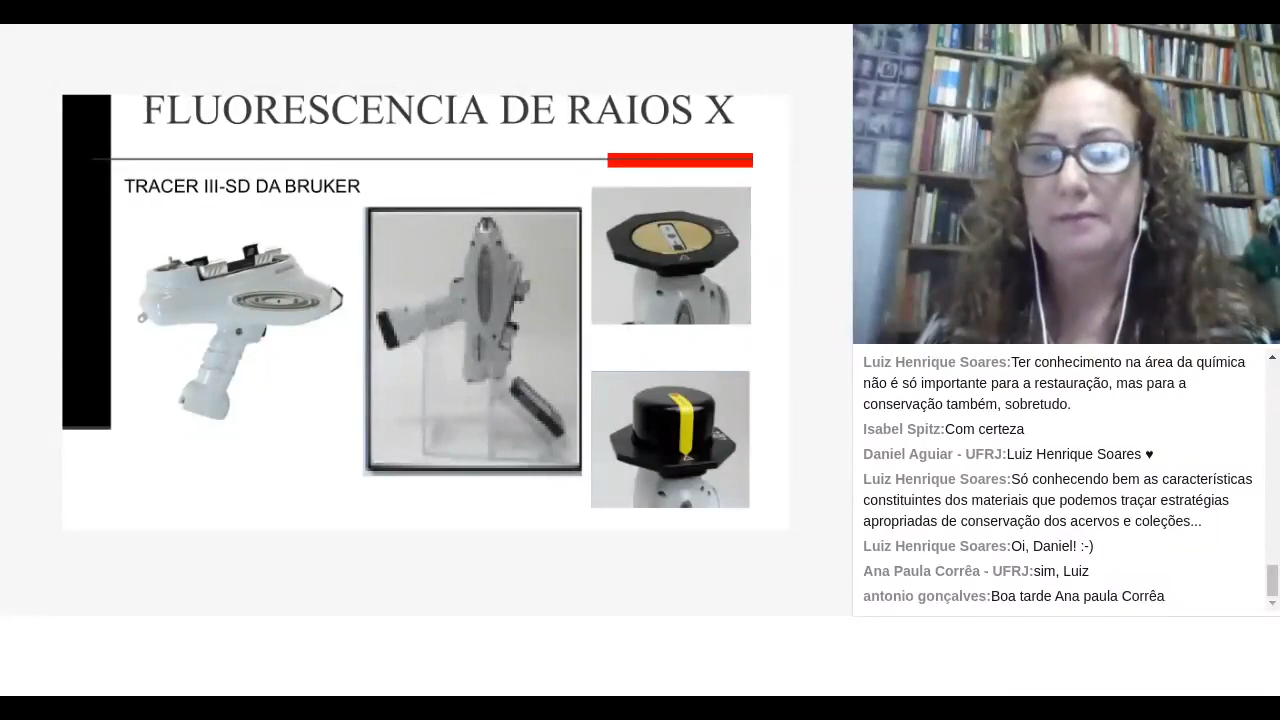 FLUORESCENCIA DE RAIOS X
TRACER III-SD DA BRUKER
Luiz Henrique Soares:Ter conhecimento na área da química
não é só importante para a restauração, mas para a
conservação também, sobretudo.
Isabel Spitz:Com certeza
Daniel Aguiar - UFRJ:Luiz Henrique Soares ♥
Luiz Henrique Soares:Só conhecendo bem as características
constituintes dos materiais que podemos traçar estratégias
apropriadas de conservação dos acervos e coleções...
Luiz Henrique Soares:Oi, Daniel! :-)
Ana Paula Corrêa - UFRJ:sim, Luiz
antonio gonçalves:Boa tarde Ana paula Corrêa